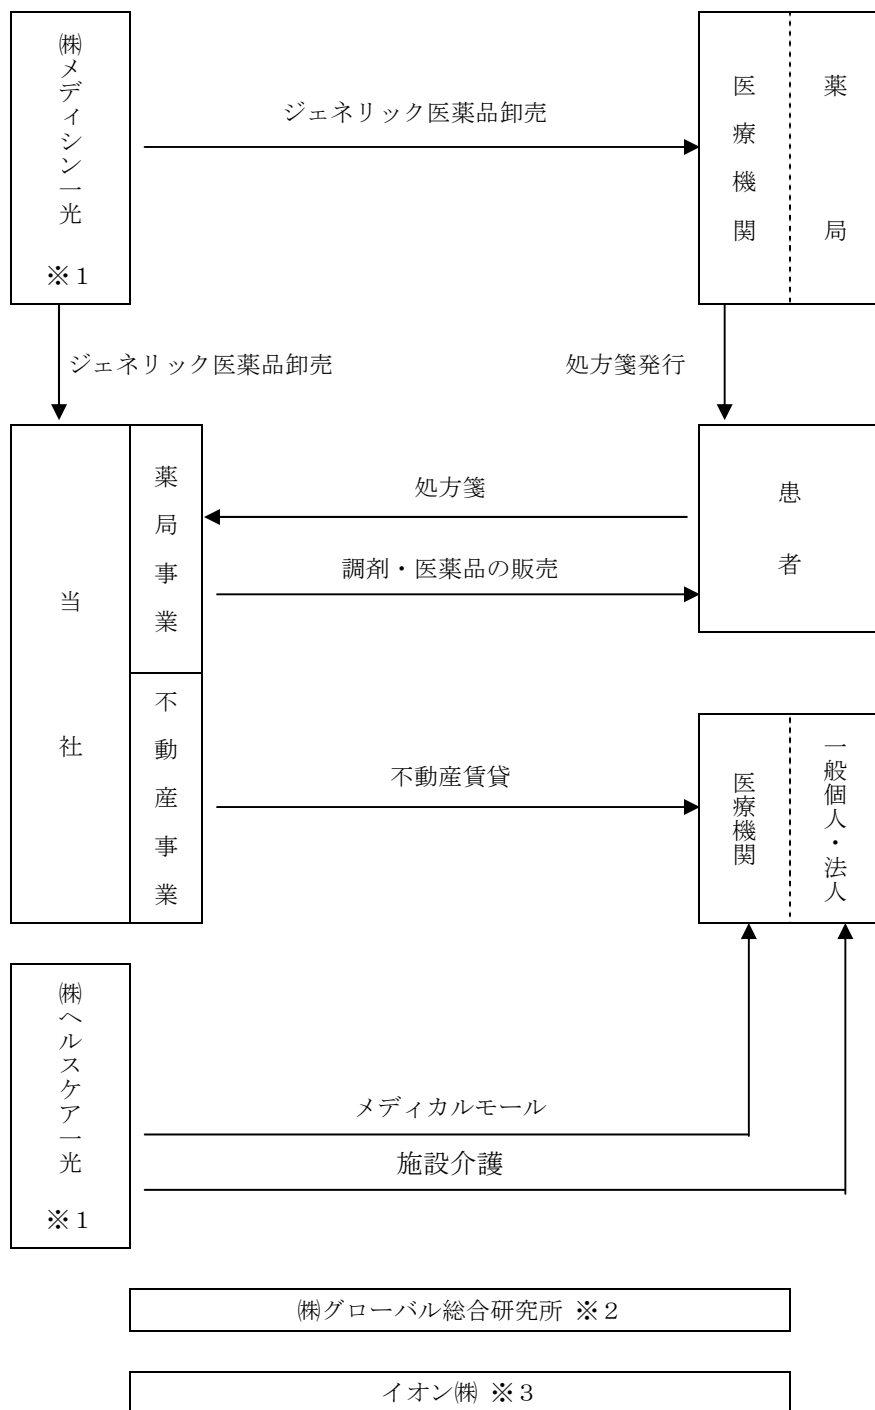 ㈱メディシン一光
※1
ジェネリック医薬品卸売
医療機関
薬局
ジェネリック医薬品卸売
処方箋発行
当社
薬局事業
処方箋
調剤・医薬品の販売
患者
不動産事業
不動産賃貸
医療機関
一般個人・法人
㈱ヘルスケア一光
※1
メディカルモール
施設介護
㈱グローバル総合研究所 ※2
イオン㈱ ※3